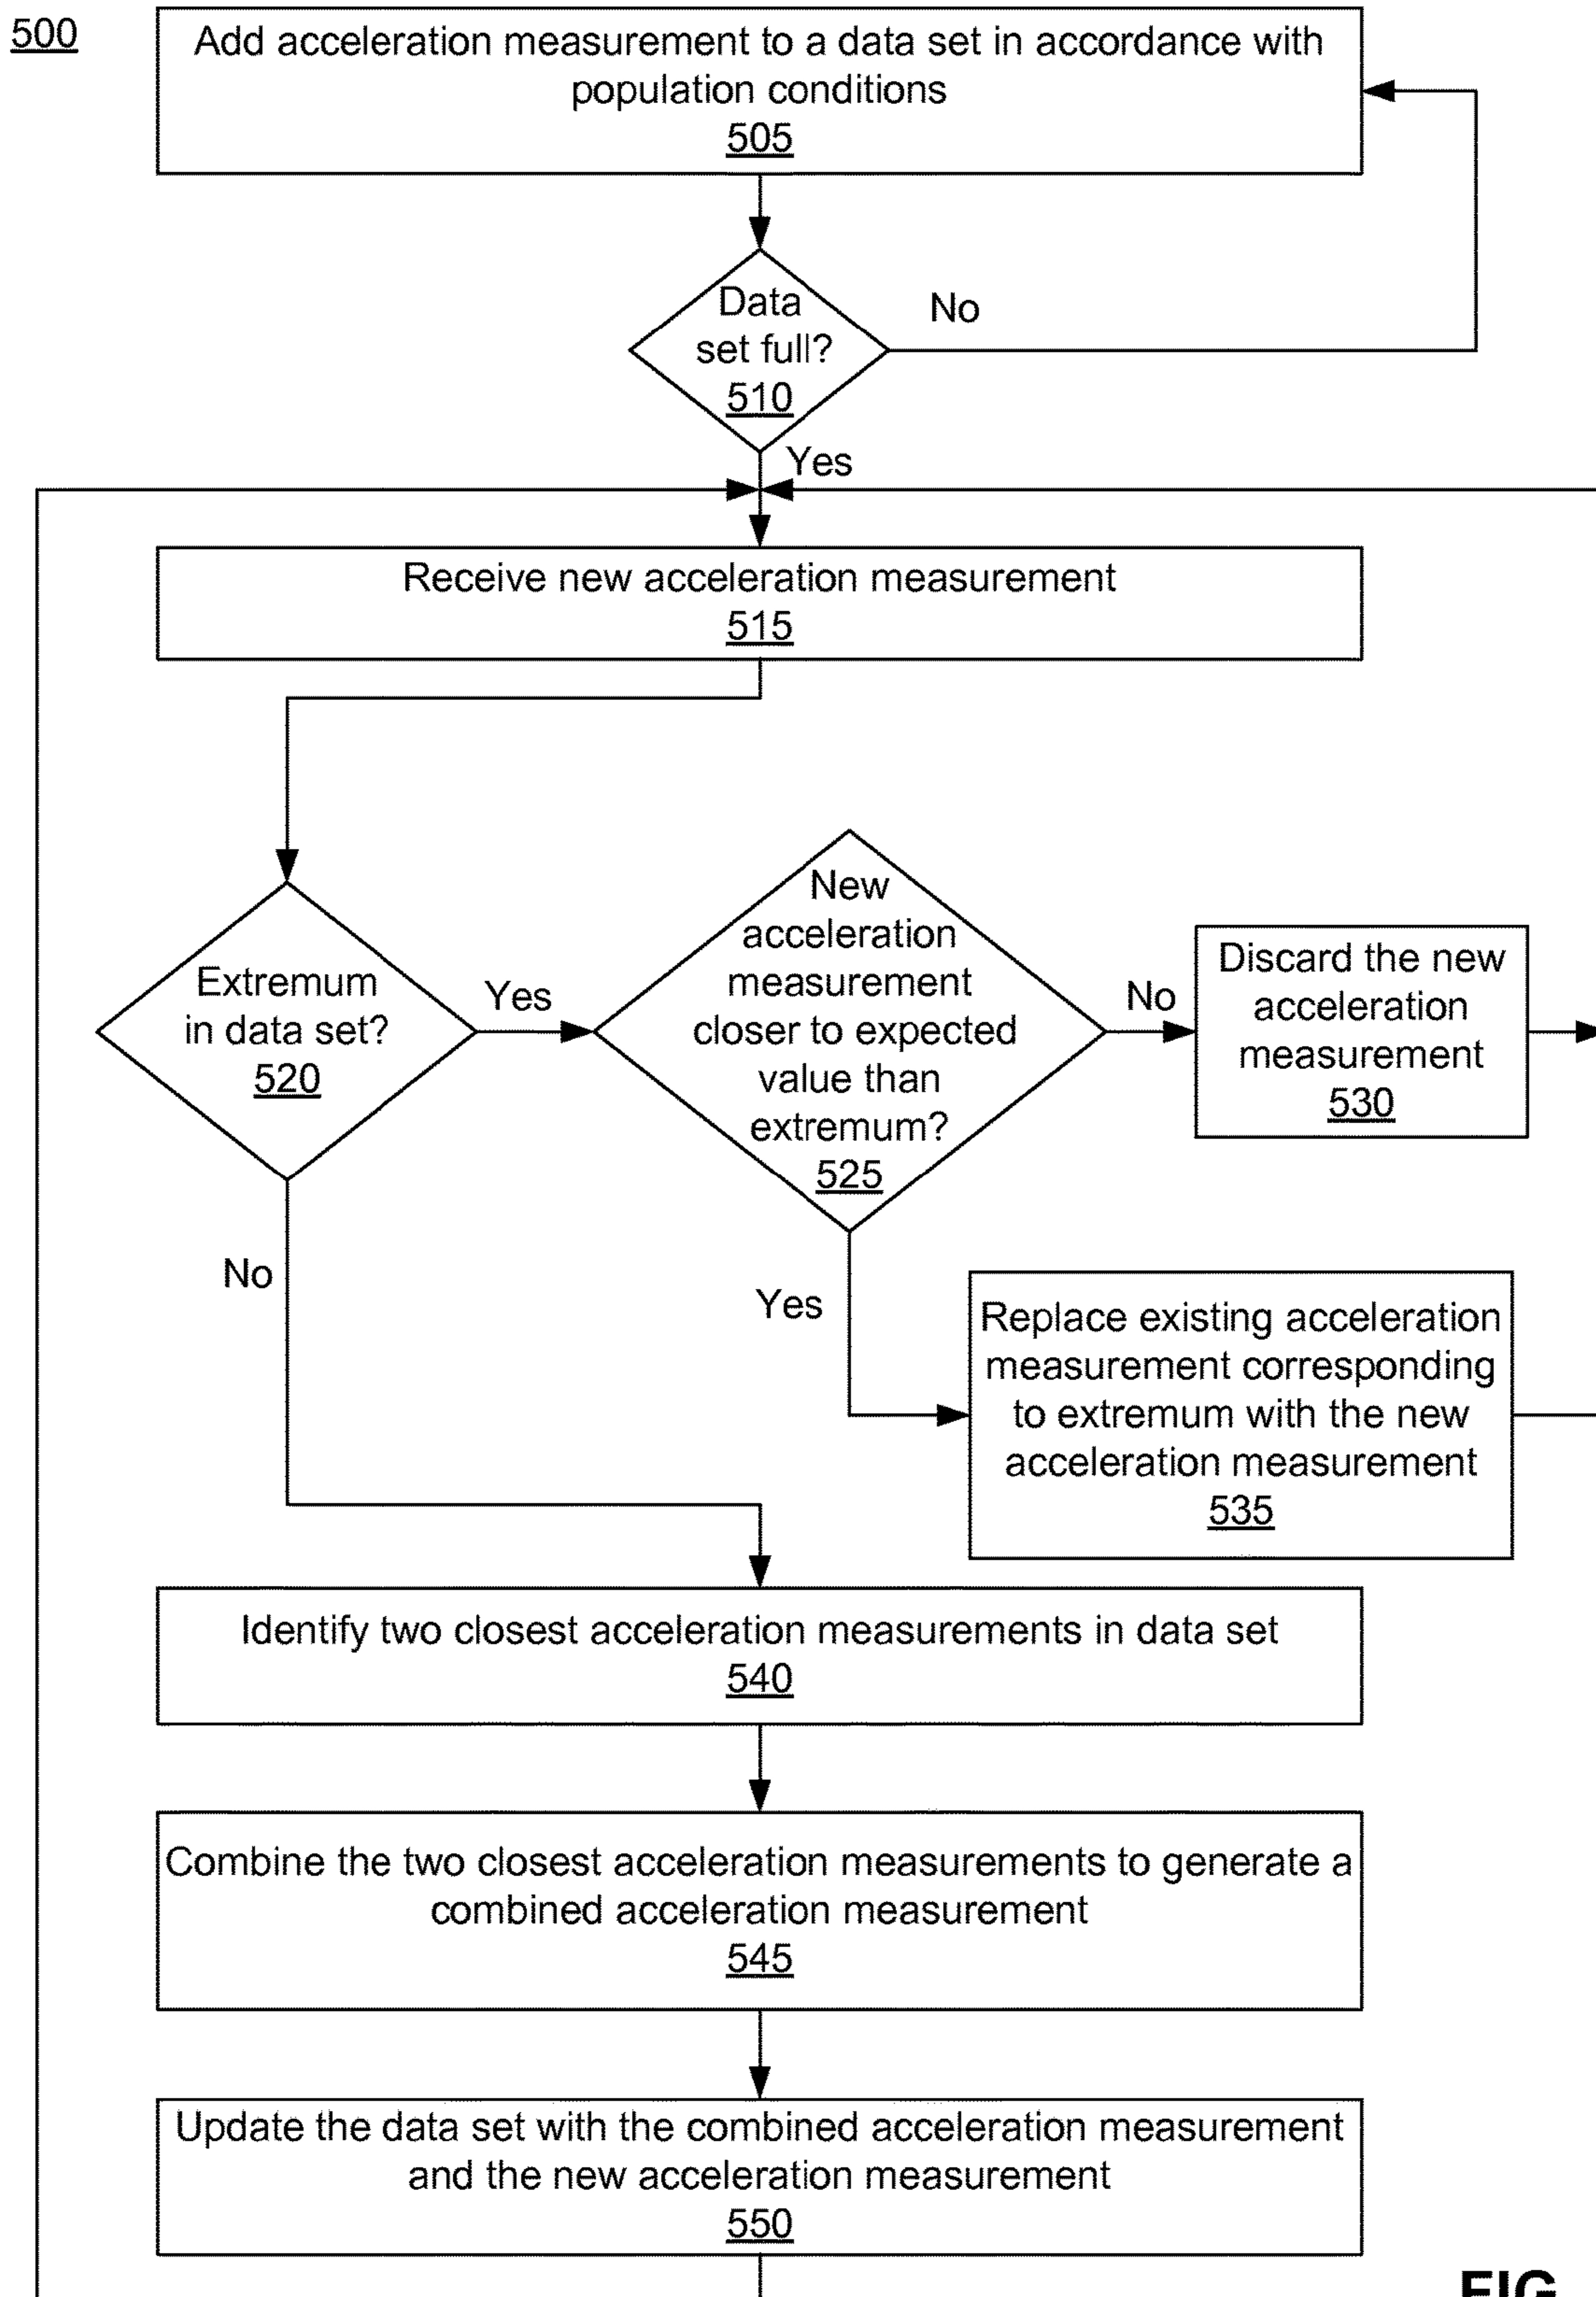 500
Add acceleration measurement to a data set in accordance with
population conditions
505
Data
set full?
510
No
Yes
Receive new acceleration measurement
515
Extremum
in data set?
520
Yes
New
acceleration
measurement
closer to expected
value than
extremum?
525
No
Discard the new
acceleration
measurement
530
No
Yes
Replace existing acceleration
measurement corresponding
to extremum with the new
acceleration measurement
535
Identify two closest acceleration measurements in data set
540
Combine the two closest acceleration measurements to generate a
combined acceleration measurement
545
Update the data set with the combined acceleration measurement
and the new acceleration measurement
550
FIG